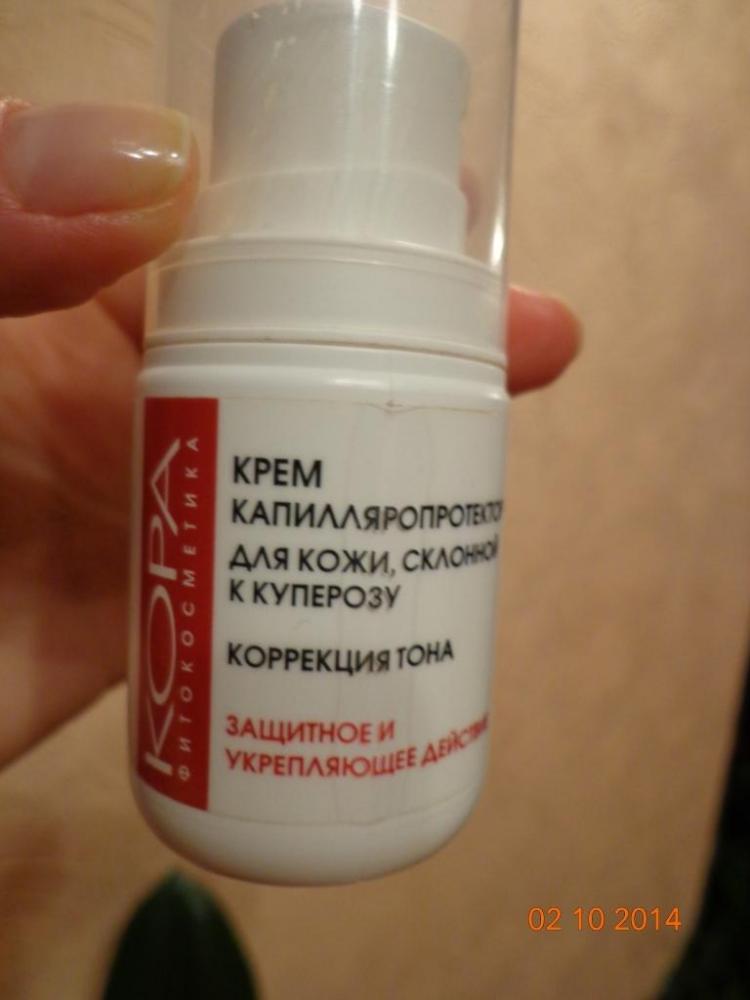 КОРА
ФИТОКОСМЕТИКА
КРЕМ
КАПИЛЛЯРОПРОТЕКТО
ДЛЯ КОЖИ, СКЛОННОЙ
К КУПЕРОЗУ
КОРРЕКЦИЯ ТОНА
ЗАЩИТНОЕ И
УКРЕПЛЯЮЩЕЕ ДЕЙСТВИ
02 10 2014